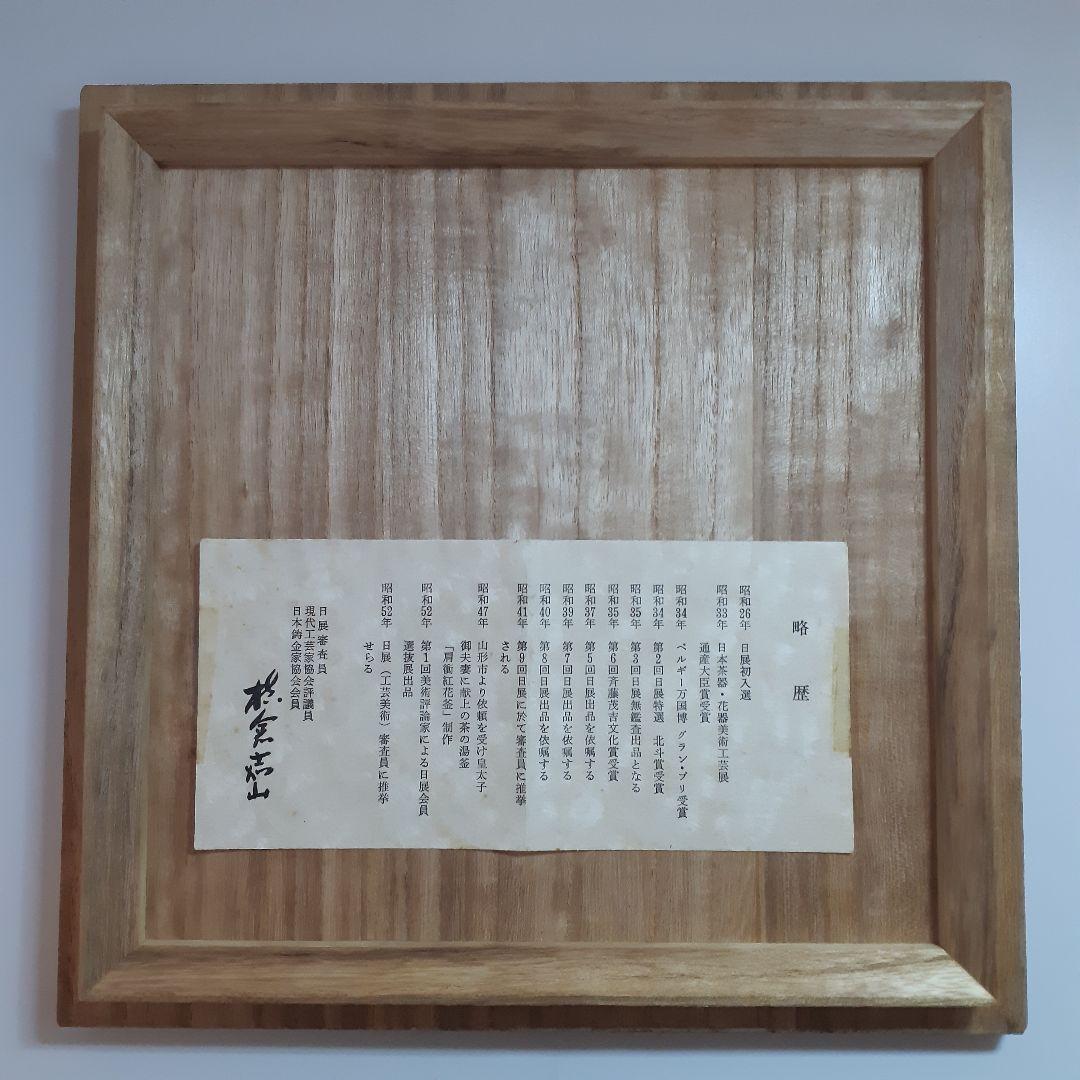 略歴
昭和26年 日展初入選
昭和33年 日本茶器・花器美術工芸展
通産大臣賞受賞
昭和34年 ベルギー万国博 グラン・プリ受賞
昭和34年 第2回日展特選 北斗賞受賞
昭和35年 第3回日展無鑑査出品となる
昭和35年 第6回斉藤茂吉文化賞受賞
昭和37年 第5回日展出品を依嘱する
昭和39年 第7回日展出品を依嘱する
昭和40年 第8回日展出品を依嘱する
昭和41年 第9回日展に於て審査員に推挙
される
昭和47年 山形市より依頼を受け皇太子
御夫妻に献上の茶の湯釜
「肩衝紅花釜」制作
昭和52年 第1回美術評論家による日展会員
選抜展出品
昭和52年 日展(工芸美術)審査員に推挙
せらる
日展審査員
現代工芸家協会評議員
日本鋳金家協会会員
横倉嘉山